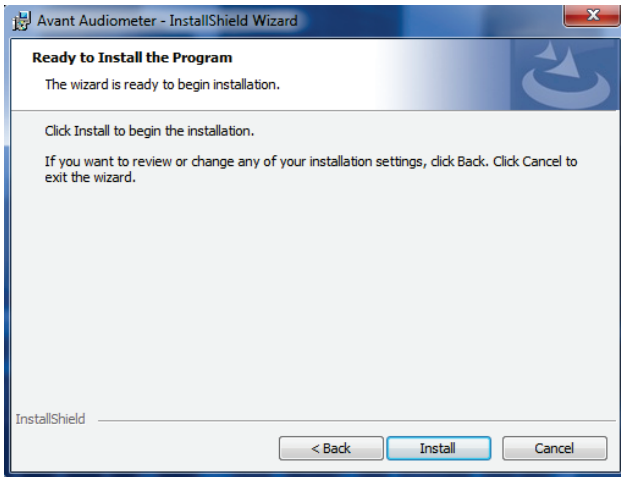 Avant Audiometer - InstallShield Wizard
Ready to Install the Program
The wizard is ready to begin installation.
Click Install to begin the installation.
If you want to review or change any of your installation settings, click Back. Click Cancel to
exit the wizard.
InstallShield
< Back
Install
Cancel